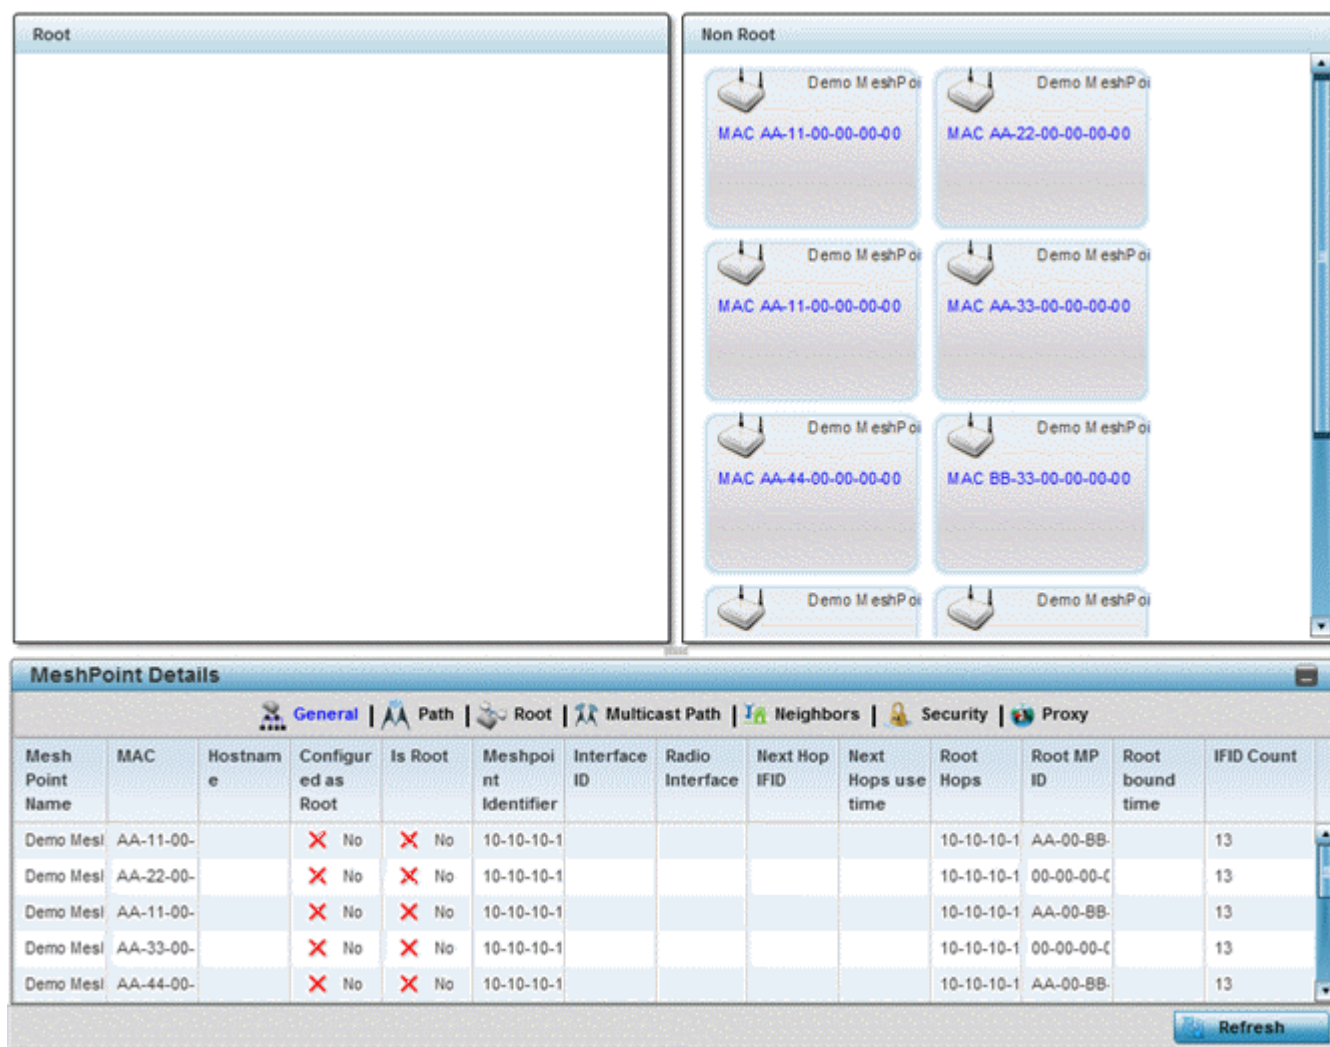 Root
Non Root
Demo MeshPoi
Demo MeshPoi
MAC AA-11-00-00-00-00
MAC AA-22-00-00-00-00
Demo MeshPoi
Demo MeshPoi
MAC AA-11-00-00-00-00
MAC AA-33-00-00-00-00
Demo MeshPoi
Demo MeshPoi
MAC AA-44-00-00-00-00
MAC BB-33-00-00-00-00
Demo MeshPoi
Demo MeshPoi
MeshPoint Details
General | Path | Root | Multicast Path | Neighbors | Security | Proxy
Mesh
Point
Name
MAC
Hostnam
e
Configur
ed as
Root
Is Root
Meshpoi
nt
Identifier
Interface
ID
Radio
Interface
Next Hop
IFID
Next
Hops use
time
Root
Hops
Root MP
ID
Root
bound
time
IFID Count
Demo Mesl AA-11-00- No No 10-10-10-1 10-10-10-1 AA-00-BB- 13
Demo Mesl AA-22-00- No No 10-10-10-1 10-10-10-1 00-00-00-0 13
Demo Mesl AA-11-00- No No 10-10-10-1 10-10-10-1 AA-00-BB- 13
Demo Mesl AA-33-00- No No 10-10-10-1 10-10-10-1 00-00-00-0 13
Demo Mesl AA-44-00- No No 10-10-10-1 10-10-10-1 AA-00-BB- 13
Refresh